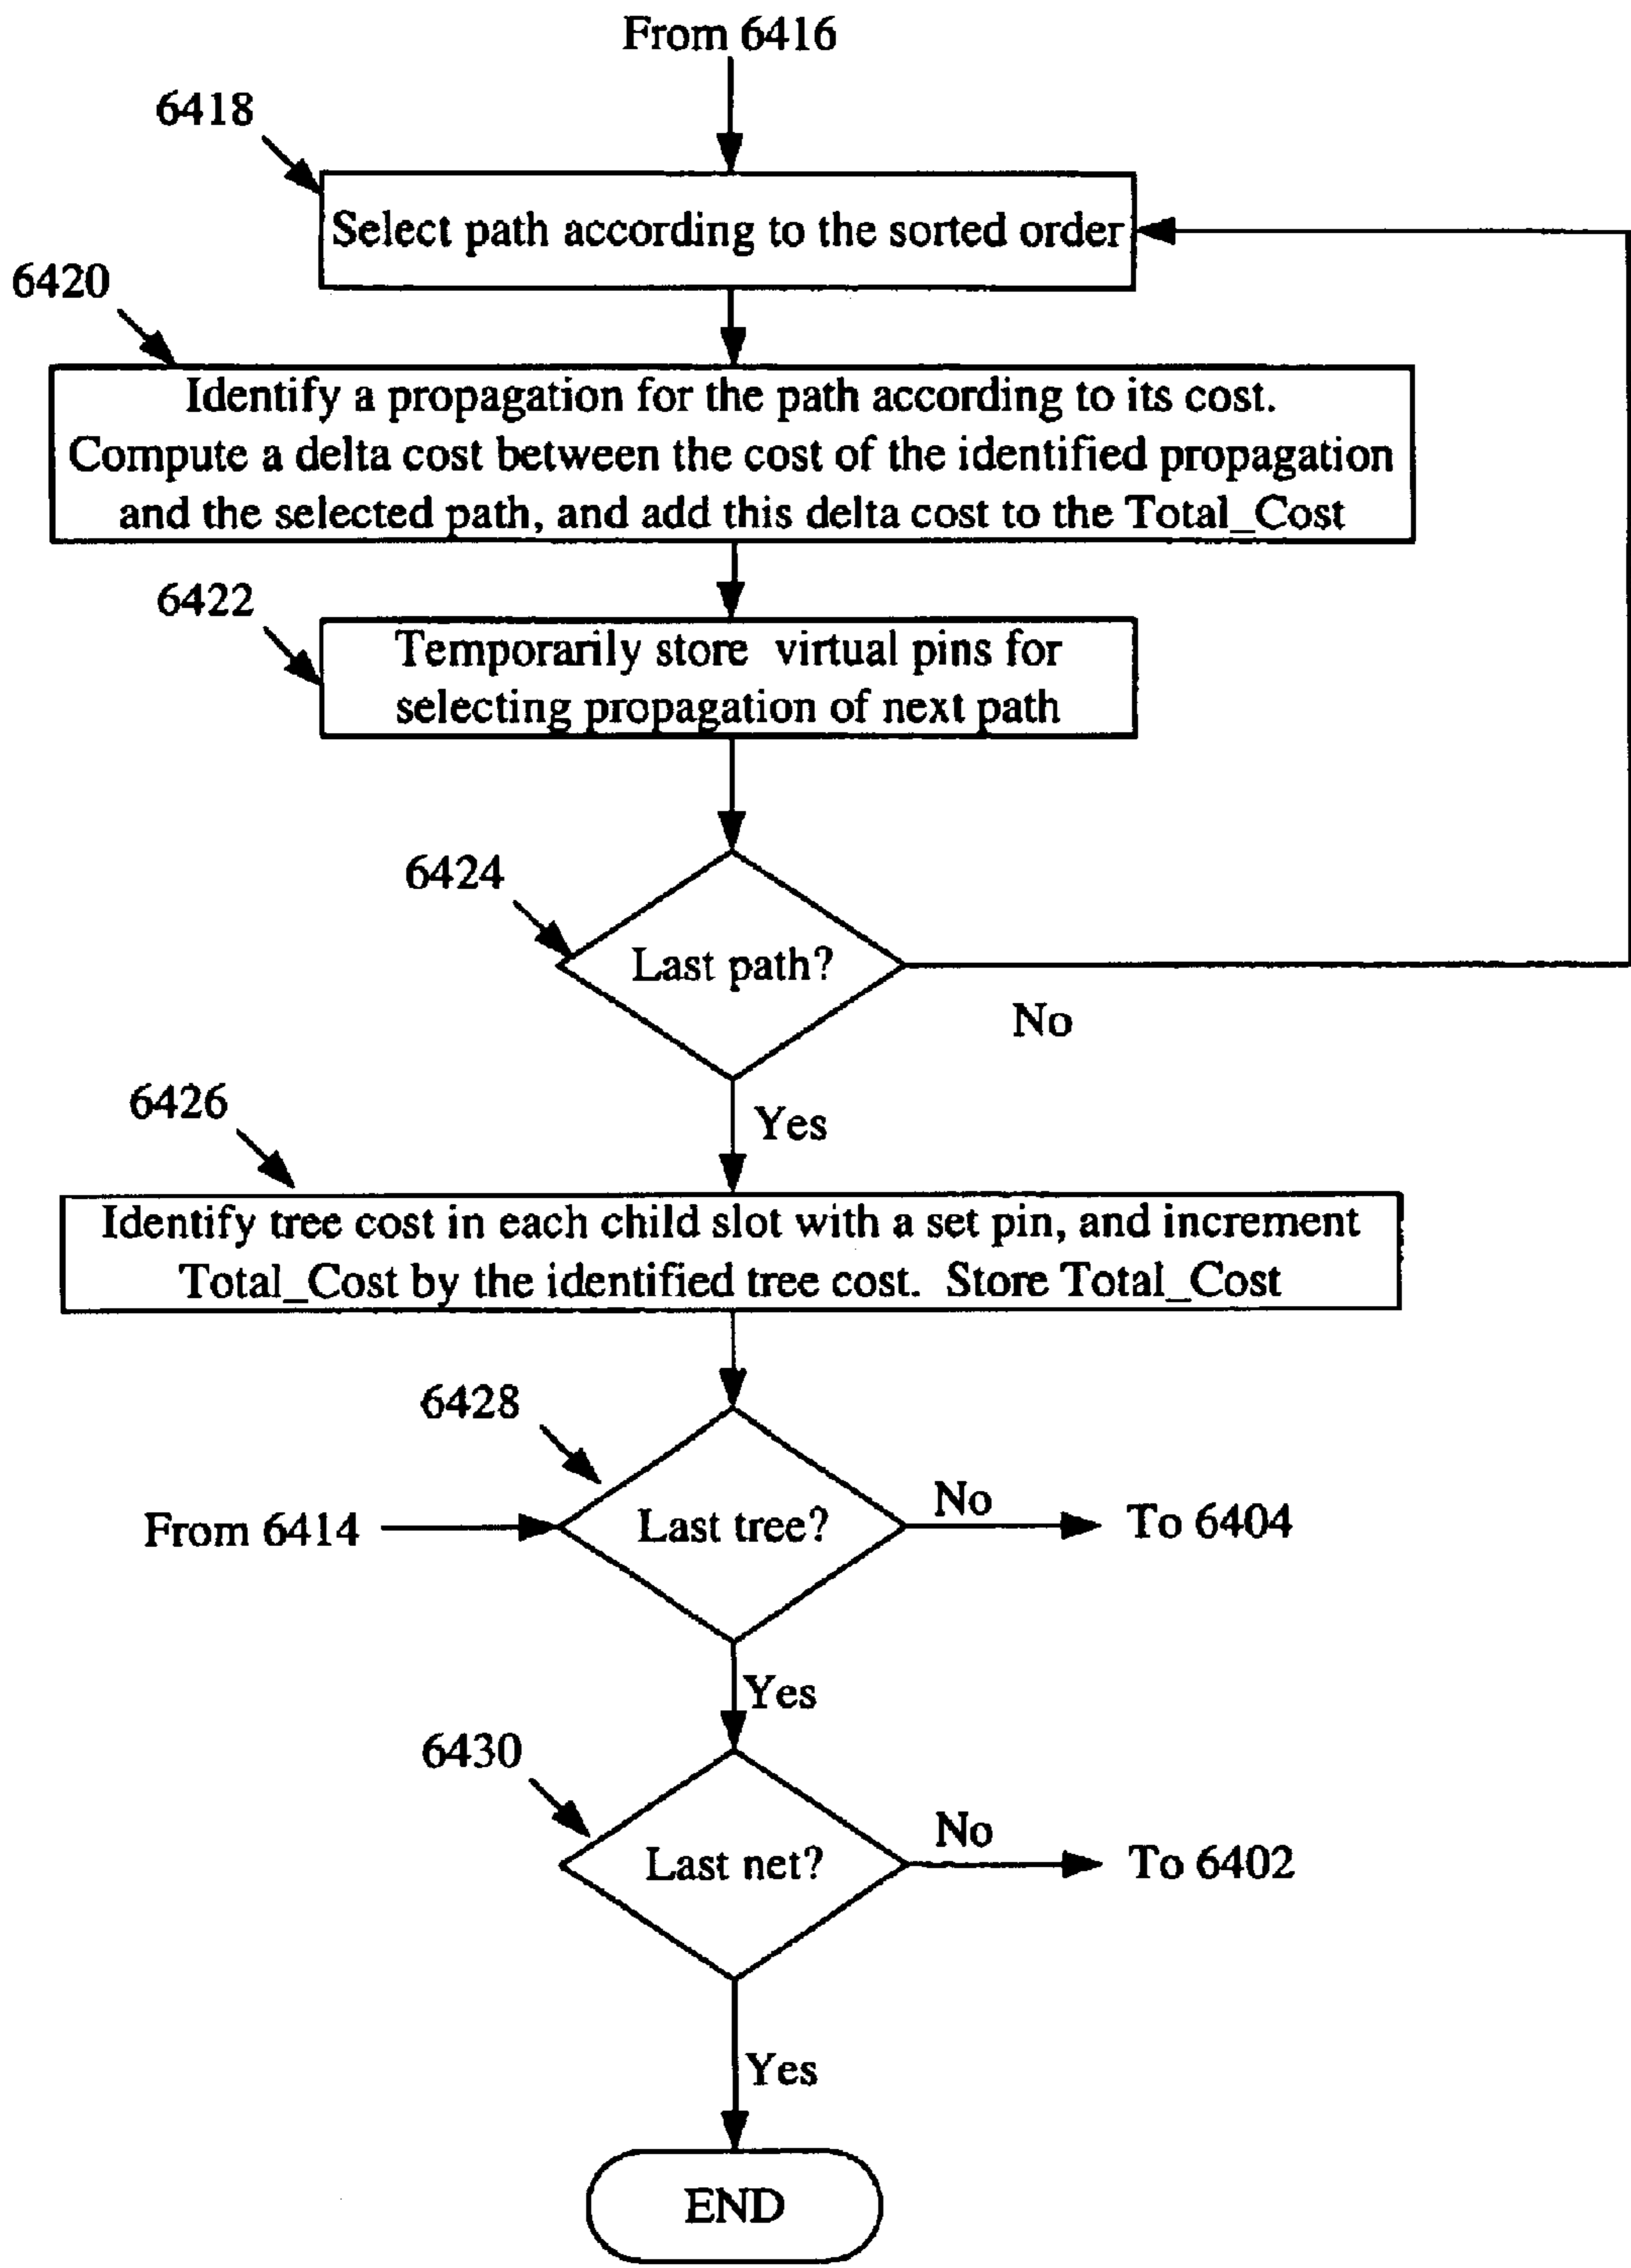 From 6416
6418
Select path according to the sorted order
6420
Identify a propagation for the path according to its cost.
Compute a delta cost between the cost of the identified propagation
and the selected path, and add this delta cost to the Total_Cost
6422
Temporarily store virtual pins for
selecting propagation of next path
6424
Last path?
No
Yes
6426
Identify tree cost in each child slot with a set pin, and increment
Total_Cost by the identified tree cost. Store Total_Cost
6428
From 6414
Last tree?
No
To 6404
Yes
6430
Last net?
No
To 6402
Yes
END